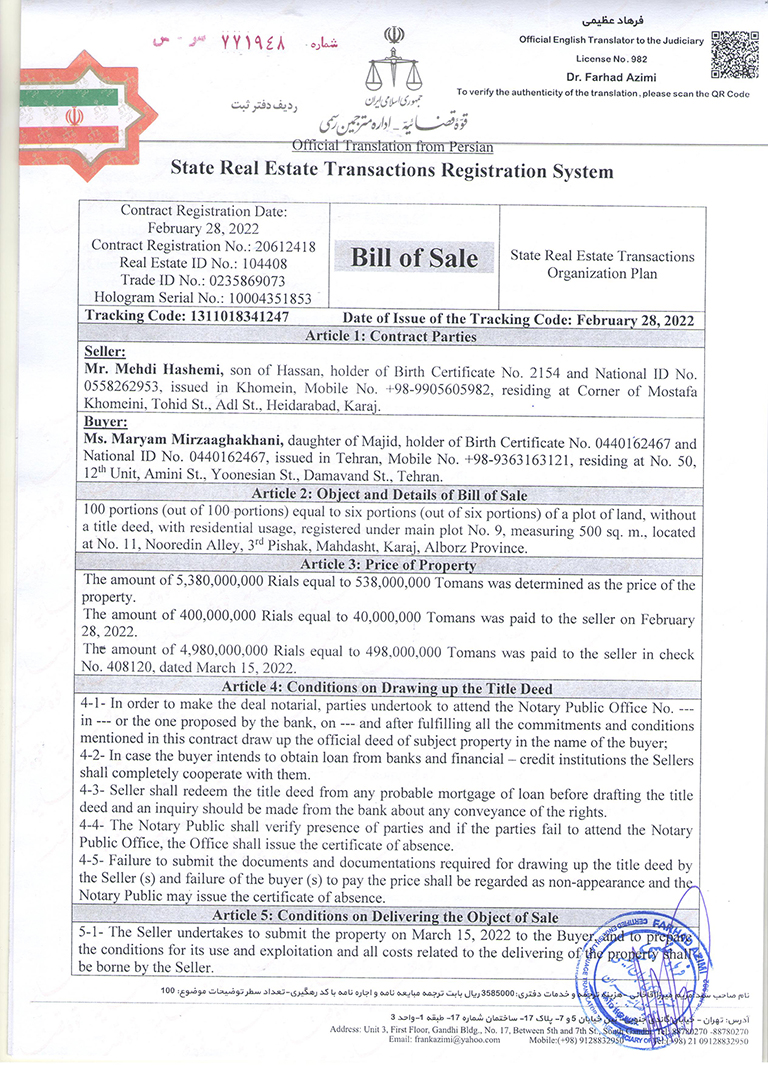 فرهاد عظیمی
Official English Translator to the Judiciary
License No. 982
Dr. Farhad Azimi
To verify the authenticity of the translation, please scan the QR Code
شماره: ۷۷۱۹۴۸ س
ردیف دفتر ثبت
جمهوری اسلامی ایران
قوه قضائیه - اداره مترجمین رسمی
Official Translation from Persian
State Real Estate Transactions Registration System
Contract Registration Date:
February 28, 2022
Contract Registration No.: 20612418
Real Estate ID No.: 104408
Trade ID No.: 0235869073
Hologram Serial No.: 10004351853
Bill of Sale
State Real Estate Transactions
Organization Plan
Tracking Code: 1311018341247 Date of Issue of the Tracking Code: February 28, 2022
Article 1: Contract Parties
Seller:
Mr. Mehdi Hashemi, son of Hassan, holder of Birth Certificate No. 2154 and National ID No.
0558262953, issued in Khomein, Mobile No. +98-9905605982, residing at Corner of Mostafa
Khomeini, Tohid St., Adl St., Heidarabad, Karaj.
Buyer:
Ms. Maryam Mirzaaghakhani, daughter of Majid, holder of Birth Certificate No. 0440162467 and
National ID No. 0440162467, issued in Tehran, Mobile No. +98-9363163121, residing at No. 50,
12th Unit, Amini St., Yoonesian St., Damavand St., Tehran.
Article 2: Object and Details of Bill of Sale
100 portions (out of 100 portions) equal to six portions (out of six portions) of a plot of land, without
a title deed, with residential usage, registered under main plot No. 9, measuring 500 sq. m., located
at No. 11, Nooredin Alley, 3rd Pishak, Mahdasht, Karaj, Alborz Province.
Article 3: Price of Property
The amount of 5,380,000,000 Rials equal to 538,000,000 Tomans was determined as the price of the
property.
The amount of 400,000,000 Rials equal to 40,000,000 Tomans was paid to the seller on February
28, 2022.
The amount of 4,980,000,000 Rials equal to 498,000,000 Tomans was paid to the seller in check
No. 408120, dated March 15, 2022.
Article 4: Conditions on Drawing up the Title Deed
4-1- In order to make the deal notarial, parties undertook to attend the Notary Public Office No. ---
in --- or the one proposed by the bank, on --- and after fulfilling all the commitments and conditions
mentioned in this contract draw up the official deed of subject property in the name of the buyer;
4-2- In case the buyer intends to obtain loan from banks and financial – credit institutions the Sellers
shall completely cooperate with them.
4-3- Seller shall redeem the title deed from any probable mortgage of loan before drafting the title
deed and an inquiry should be made from the bank about any conveyance of the rights.
4-4- The Notary Public shall verify presence of parties and if the parties fail to attend the Notary
Public Office, the Office shall issue the certificate of absence.
4-5- Failure to submit the documents and documentations required for drawing up the title deed by
the Seller (s) and failure of the buyer (s) to pay the price shall be regarded as non-appearance and the
Notary Public may issue the certificate of absence.
Article 5: Conditions on Delivering the Object of Sale
5-1- The Seller undertakes to submit the property on March 15, 2022 to the Buyer, and to prepare
the conditions for its use and exploitation and all costs related to the delivering of the property shall
be borne by the Seller.
FARHAD AZIMI
نام صاحب سند: هزینه ترجمه و خدمات دفتری: 3585000 ریال بابت ترجمه مبایعه نامه و اجاره نامه با کد رهگیری-تعداد سطر توضیحات موضوع: 100
آدرس: تهران - خیابان گاندی جنوبی- بین خیابان 5 و 7- پلاک 17- ساختمان شماره 17- طبقه 1-واحد 3
Address: Unit 3, First Floor, Gandhi Bldg., No. 17, Between 5th and 7th St., South Gandhi, Tel: 88780270 -88780270
Email: frankazimi@yahoo.com Mobile:(+98) 9128832950 Tel:(+98) 21 09128832950